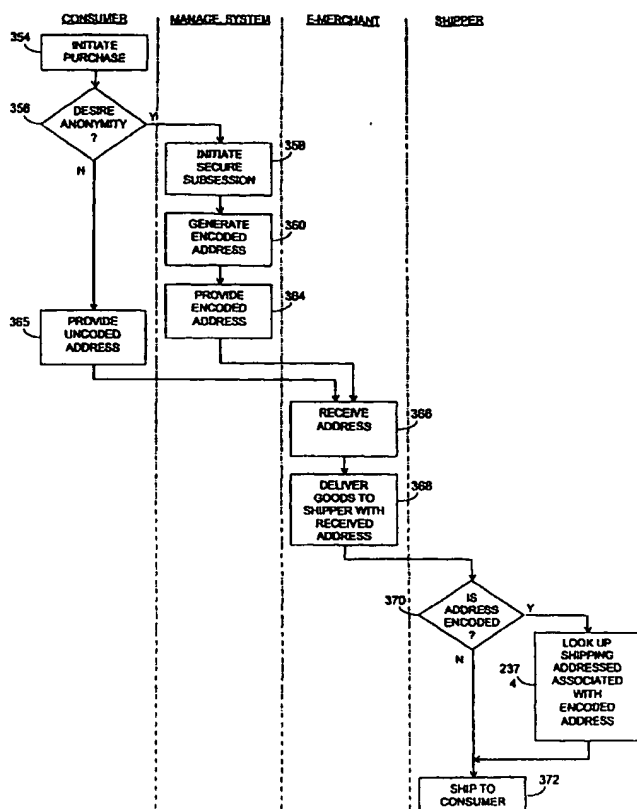 CONSUMER MANAGE SYSTEM E-MERCHANT SHIPPER
354
INITIATE
PURCHASE
356
DESIRE
ANONYMITY
?
Y
N
359
INITIATE
SECURE
SUBSESSION
360
GENERATE
ENCODED
ADDRESS
364
PROVIDE
ENCODED
ADDRESS
365
PROVIDE
UNCODED
ADDRESS
366
RECEIVE
ADDRESS
368
DELIVER
GOODS TO
SHIPPER WITH
RECEIVED
ADDRESS
370
IS
ADDRESS
ENCODED
?
Y
N
237
4
LOOK UP
SHIPPING
ADDRESSED
ASSOCIATED
WITH
ENCODED
ADDRESS
SHIP TO
CONSUMER
372